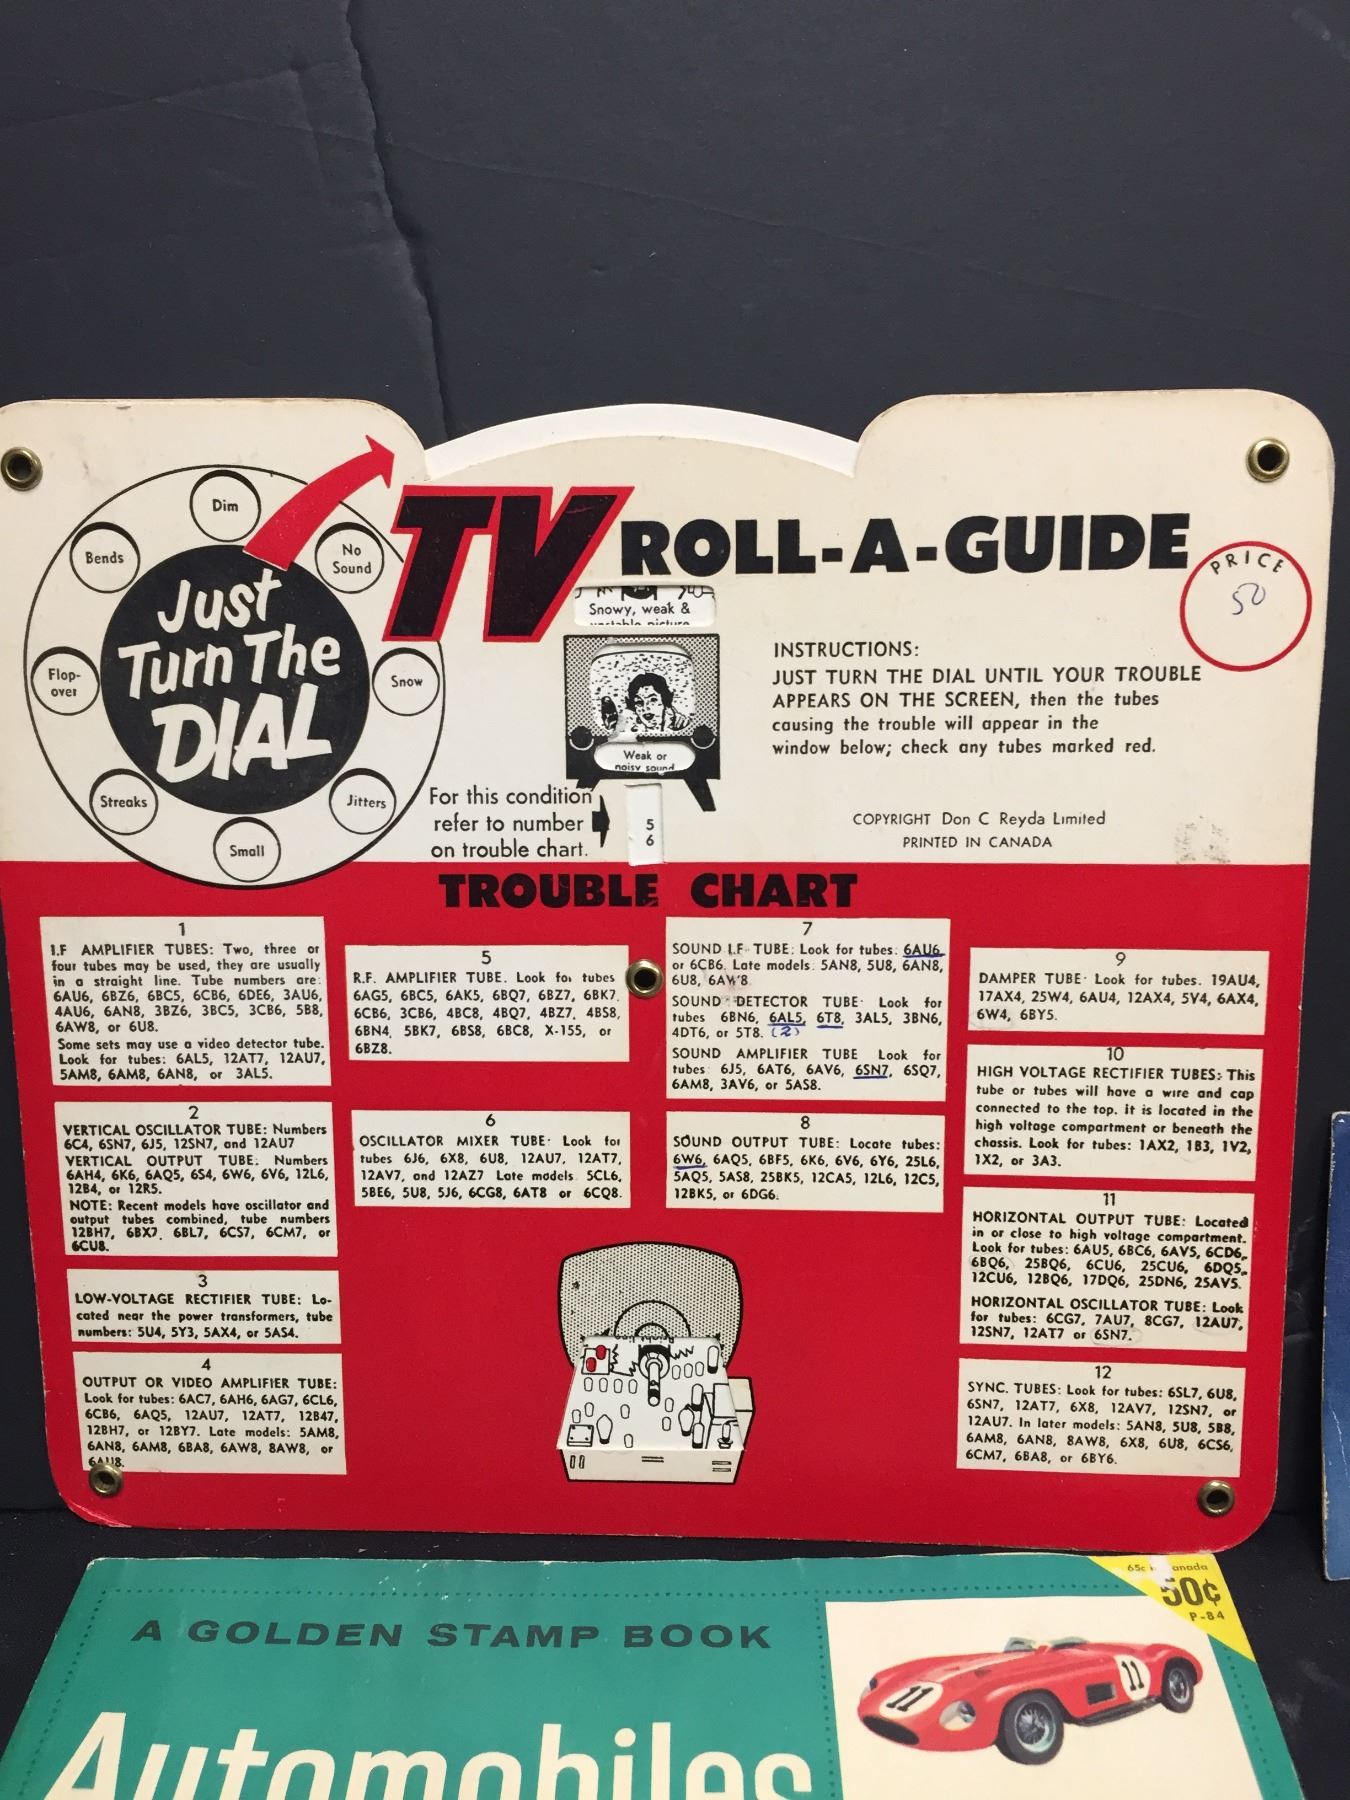 TV ROLL-A-GUIDE
Dim
No
Sound
Snow
Jitters
Small
Streaks
Flop-
over
Bends
Just
Turn The
DIAL
PRICE
50
Snowy, weak &
unstable picture
Weak or
noisy sound
INSTRUCTIONS:
JUST TURN THE DIAL UNTIL YOUR TROUBLE
APPEARS ON THE SCREEN, then the tubes
causing the trouble will appear in the
window below; check any tubes marked red.
For this condition
refer to number
on trouble chart.
5
6
COPYRIGHT Don C Reyda Limited
PRINTED IN CANADA
TROUBLE CHART
1
I.F AMPLIFIER TUBES: Two, three or
four tubes may be used, they are usually
in a straight line. Tube numbers are:
6AU6, 6BZ6, 6BC5, 6CB6, 6DE6, 3AU6,
4AU6, 6AN8, 3BZ6, 3BC5, 3CB6, 5B8,
6AW8, or 6U8.
Some sets may use a video detector tube.
Look for tubes: 6AL5, 12AT7, 12AU7,
5AM8, 6AM8, 6AN8, or 3AL5.
2
VERTICAL OSCILLATOR TUBE: Numbers
6C4, 6SN7, 6J5, 12SN7, and 12AU7
VERTICAL OUTPUT TUBE: Numbers
6AH4, 6K6, 6AQ5, 6S4, 6W6, 6V6, 12L6,
12B4, or 12R5.
NOTE: Recent models have oscillator and
output tubes combined, tube numbers
12BH7, 6BX7, 6BL7, 6CS7, 6CM7, or
6CU8.
3
LOW-VOLTAGE RECTIFIER TUBE: Lo-
cated near the power transformers, tube
numbers: 5U4, 5Y3, 5AX4, or 5AS4.
4
OUTPUT OR VIDEO AMPLIFIER TUBE:
Look for tubes: 6AC7, 6AH6, 6AG7, 6CL6,
6CB6, 6AQ5, 12AU7, 12AT7, 12B47,
12BH7, or 12BY7. Late models: 5AM8,
6AN8, 6AM8, 6BA8, 6AW8, 8AW8, or
6AU8.
5
R.F. AMPLIFIER TUBE. Look for tubes
6AG5, 6BC5, 6AK5, 6BQ7, 6BZ7, 6BK7,
6CB6, 3CB6, 4BC8, 4BQ7, 4BZ7, 4BS8,
6BN4, 5BK7, 6BS8, 6BC8, X-155, or
6BZ8.
6
OSCILLATOR MIXER TUBE· Look for
tubes 6J6, 6X8, 6U8, 12AU7, 12AT7,
12AV7, and 12AZ7 Late models 5CL6,
5BE6, 5U8, 5J6, 6CG8, 6AT8 or 6CQ8.
7
SOUND I.F TUBE: Look for tubes: 6AU6
or 6CB6. Late models: 5AN8, 5U8, 6AN8,
6U8, 6AW8
SOUND DETECTOR TUBE· Look for
tubes 6BN6, 6AL5, 6T8, 3AL5, 3BN6,
4DT6, or 5T8. (2)
SOUND AMPLIFIER TUBE Look for
tubes: 6J5, 6AT6, 6AV6, 6SN7, 6SQ7,
6AM8, 3AV6, or 5AS8.
8
SOUND OUTPUT TUBE: Locate tubes:
6W6, 6AQ5, 6BF5, 6K6, 6V6, 6Y6, 25L6,
5AQ5, 5AS8, 25BK5, 12CA5, 12L6, 12C5,
12BK5, or 6DG6.
9
DAMPER TUBE· Look for tubes. 19AU4,
17AX4, 25W4, 6AU4, 12AX4, 5Y4, 6AX4,
6W4, 6BY5.
10
HIGH VOLTAGE RECTIFIER TUBES: This
tube or tubes will have a wire and cap
connected to the top. It is located in the
high voltage compartment or beneath the
chassis. Look for tubes: 1AX2, 1B3, 1V2,
1X2, or 3A3.
11
HORIZONTAL OUTPUT TUBE: Located
in or close to high voltage compartment.
Look for tubes: 6AU5, 6BC6, 6AV5, 6CD6,
6BQ6, 25BQ6, 6CU6, 25CU6, 6DQ5,
12CU6, 12BQ6, 17DQ6, 25DN6, 25AV5.
HORIZONTAL OSCILLATOR TUBE: Look
for tubes: 6CG7, 7AU7, 8CG7, 12AU7,
12SN7, 12AT7 or 6SN7.
12
SYNC. TUBES: Look for tubes: 6SL7, 6U8,
6SN7, 12AT7, 6X8, 12AV7, 12SN7, or
12AU7. In later models: 5AN8, 5U8, 5B8,
6AM8, 6AN8, 8AW8, 6X8, 6U8, 6CS6,
6CM7, 6BA8, or 6BY6.
A GOLDEN STAMP BOOK
Automobiles
50¢
P-84
11
11